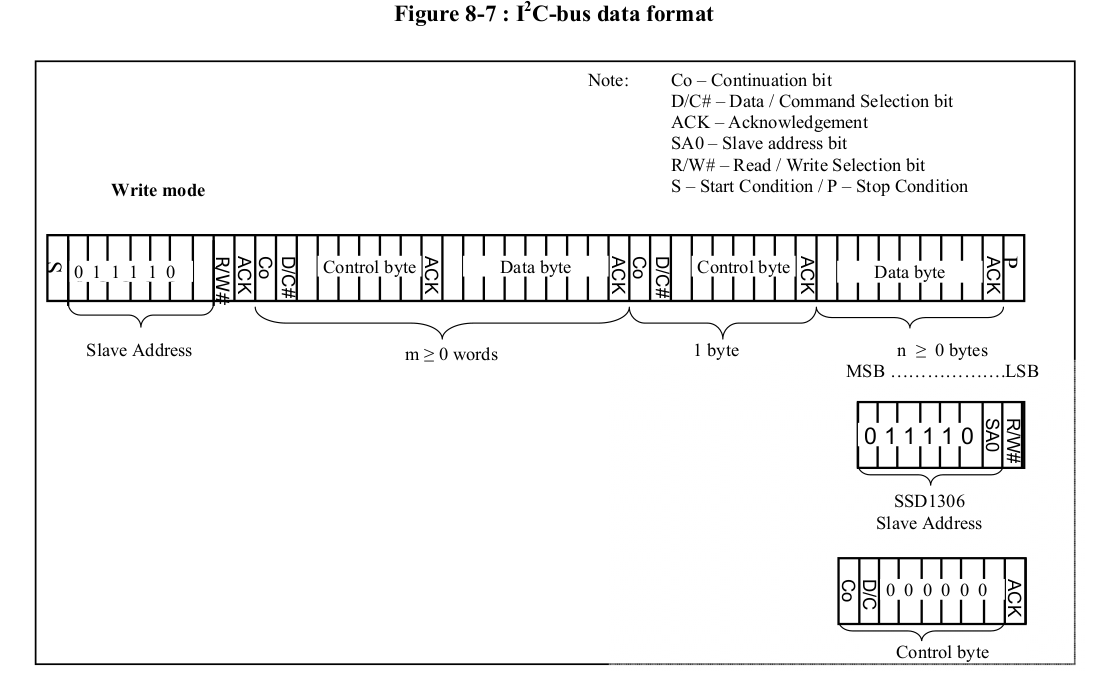 Figure 8-7 : I²C-bus data format
Note: Co – Continuation bit
D/C# – Data / Command Selection bit
ACK – Acknowledgement
SA0 – Slave address bit
R/W# – Read / Write Selection bit
S – Start Condition / P – Stop Condition
Write mode
S 0 1 1 1 1 0 R/W# ACK Co D/C# Control byte ACK Data byte ACK Co D/C# Control byte ACK Data byte ACK P
Slave Address m ≥ 0 words 1 byte n ≥ 0 bytes
MSB ……………….LSB
0 1 1 1 1 0 SA0 R/W#
SSD1306
Slave Address
Co D/C 0 0 0 0 0 0 ACK
Control byte